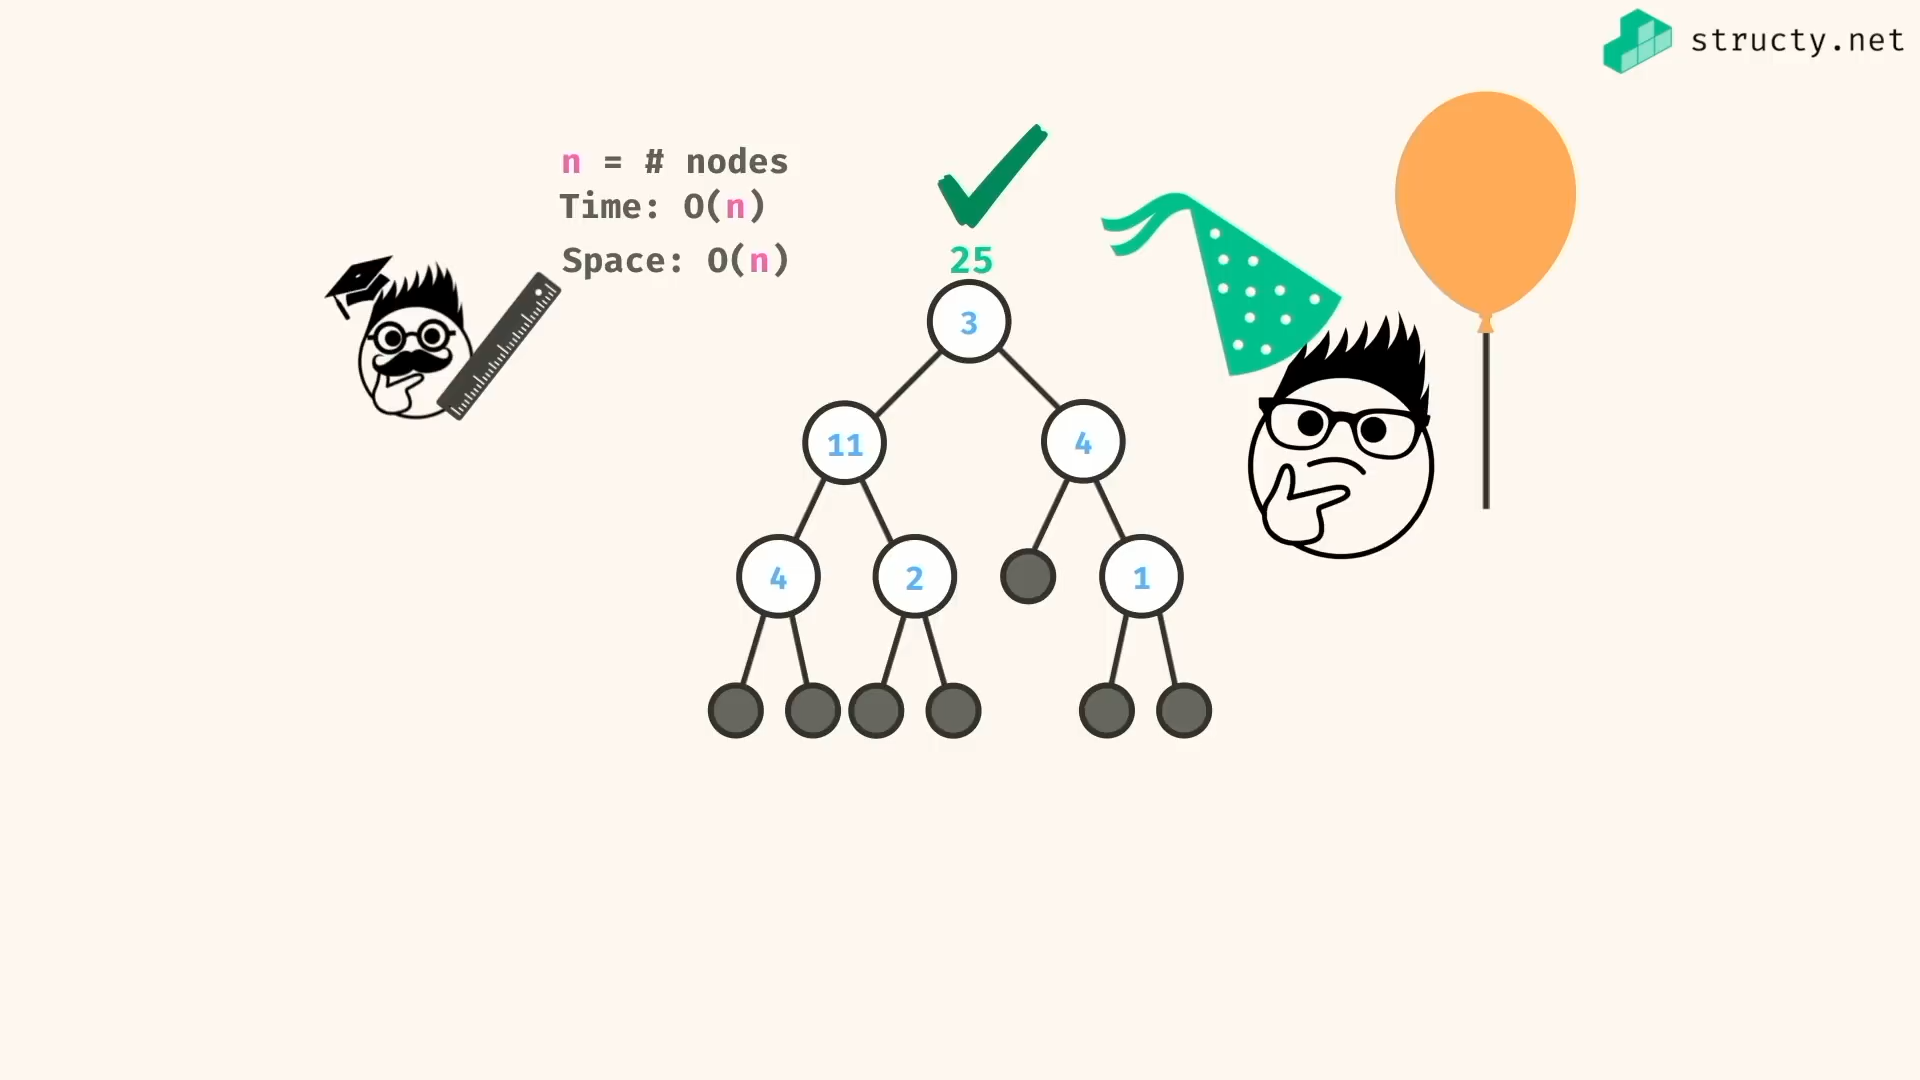 structy.net
n = # nodes
Time: O(n)
Space: O(n)
25
3
11 4
4 2 1